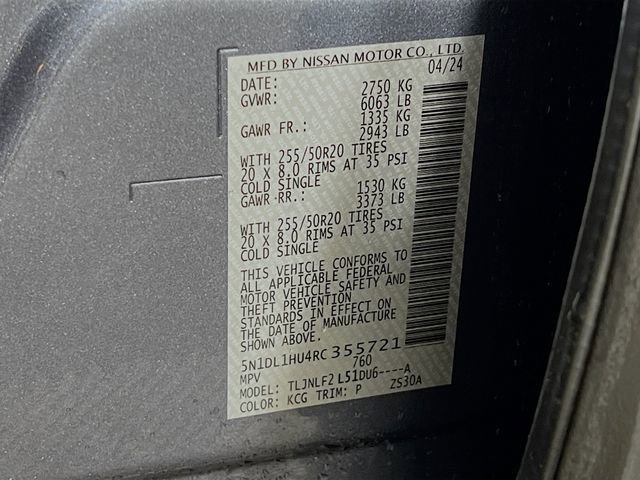 MFD BY NISSAN MOTOR CO., LTD.
DATE: 04/24
GVWR: 2750 KG
6063 LB
GAWR FR.: 1335 KG
2943 LB
WITH 255/50R20 TIRES
20 X 8.0 RIMS AT 35 PSI
COLD SINGLE
GAWR RR.: 1530 KG
3373 LB
WITH 255/50R20 TIRES
20 X 8.0 RIMS AT 35 PSI
COLD SINGLE
THIS VEHICLE CONFORMS TO
ALL APPLICABLE FEDERAL
MOTOR VEHICLE SAFETY AND
THEFT PREVENTION
STANDARDS IN EFFECT ON
THE DATE OF MANUFACTURE
SHOWN ABOVE.
5N1DL1HU4RC355721
MPV 760
MODEL: TLJNLF2 L51DU6----A
COLOR: KCG TRIM: P ZS30A